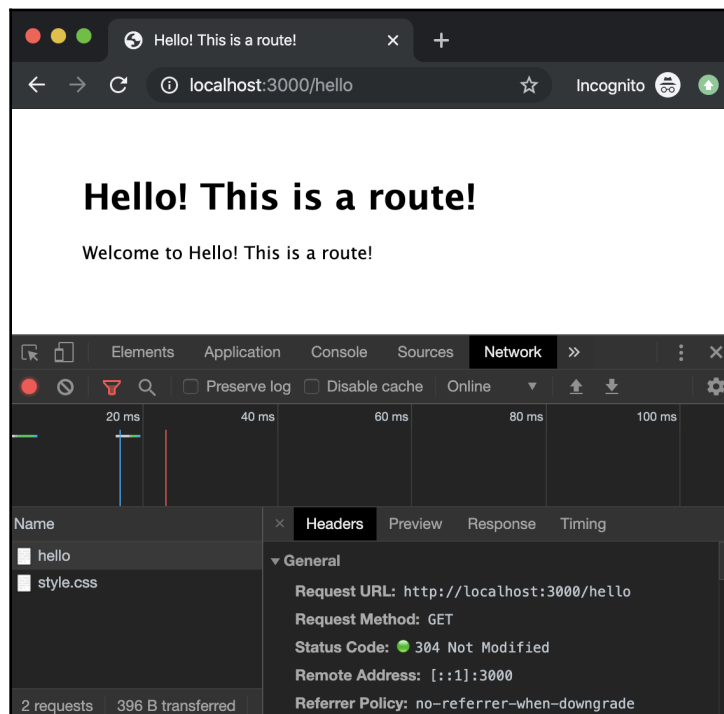 Hello! This is a route!
localhost:3000/hello
Incognito
Hello! This is a route!
Welcome to Hello! This is a route!
Elements Application Console Sources Network »
Preserve log Disable cache Online
20 ms 40 ms 60 ms 80 ms 100 ms
Name
Headers Preview Response Timing
hello
General
style.css
Request URL: http://localhost:3000/hello
Request Method: GET
Status Code: 304 Not Modified
Remote Address: [::1]:3000
2 requests 396 B transferred
Referrer Policy: no-referrer-when-downgrade